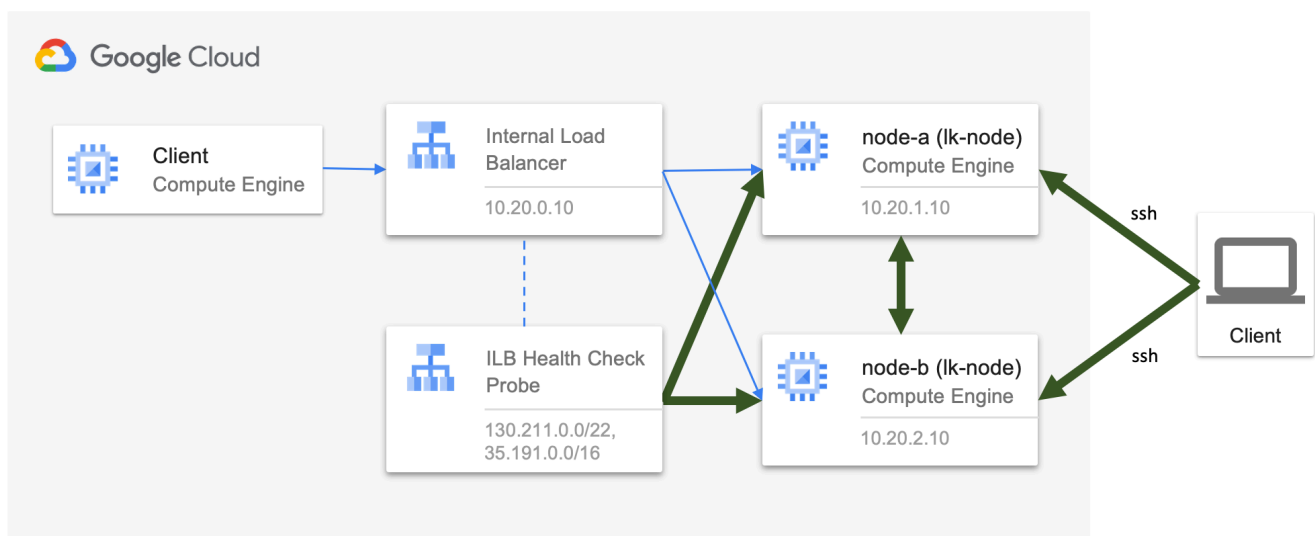 Google Cloud
Client
Compute Engine
Internal Load
Balancer
10.20.0.10
node-a (lk-node)
Compute Engine
10.20.1.10
ssh
Client
ILB Health Check
Probe
130.211.0.0/22,
35.191.0.0/16
node-b (lk-node)
Compute Engine
10.20.2.10
ssh